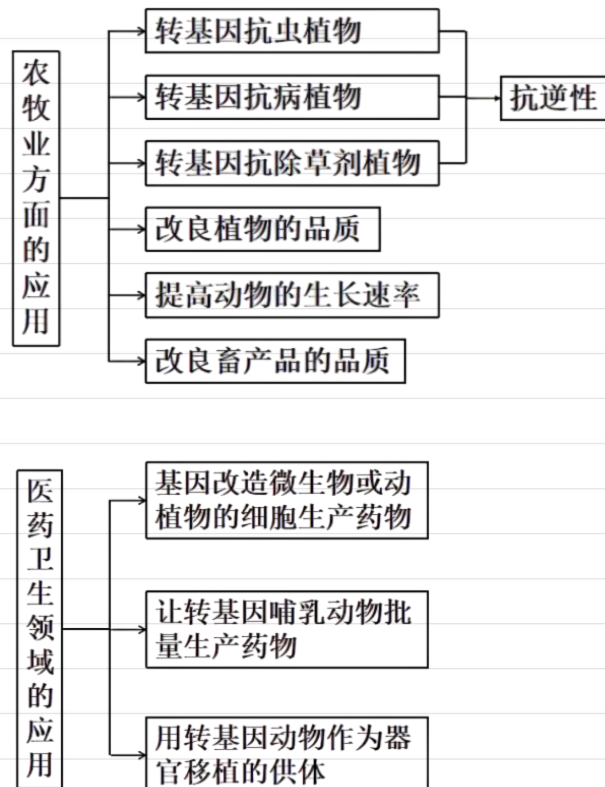 农牧业方面的应用
转基因抗虫植物
转基因抗病植物
转基因抗除草剂植物
抗逆性
改良植物的品质
提高动物的生长速率
改良畜产品的品质
医药卫生领域的应用
基因改造微生物或动
植物的细胞生产药物
让转基因哺乳动物批
量生产药物
用转基因动物作为器
官移植的供体